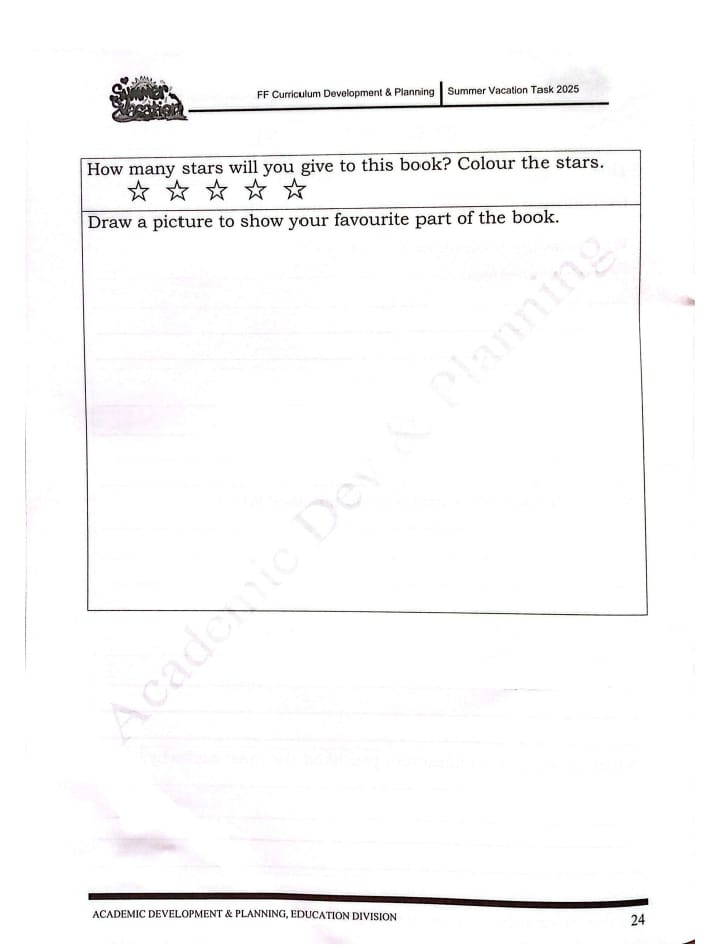 Summer
Vacation
FF Curriculum Development & Planning Summer Vacation Task 2025
How many stars will you give to this book? Colour the stars.
Draw a picture to show your favourite part of the book.
Academic Dev & Planning
ACADEMIC DEVELOPMENT & PLANNING, EDUCATION DIVISION
24